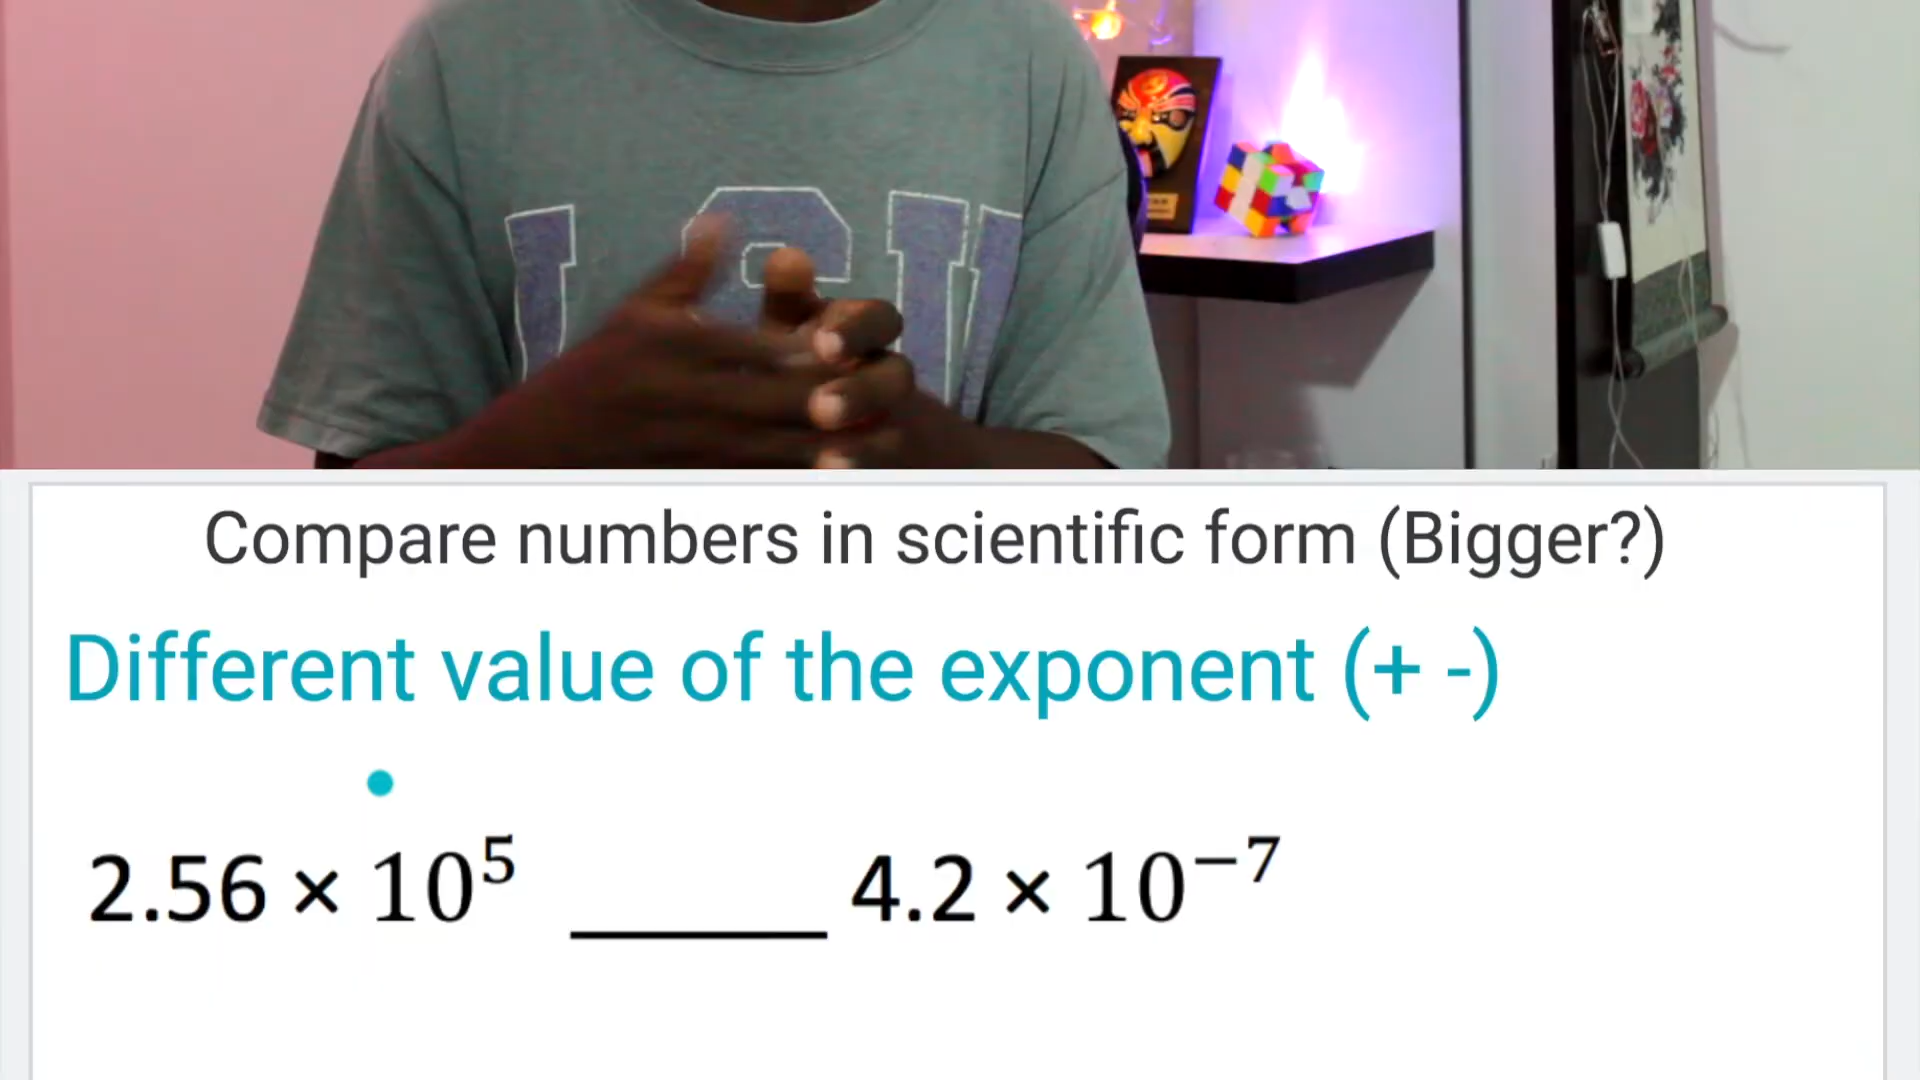 Compare numbers in scientific form (Bigger?)
Different value of the exponent (+ -)
2.56 × 10⁵ ______ 4.2 × 10⁻⁷